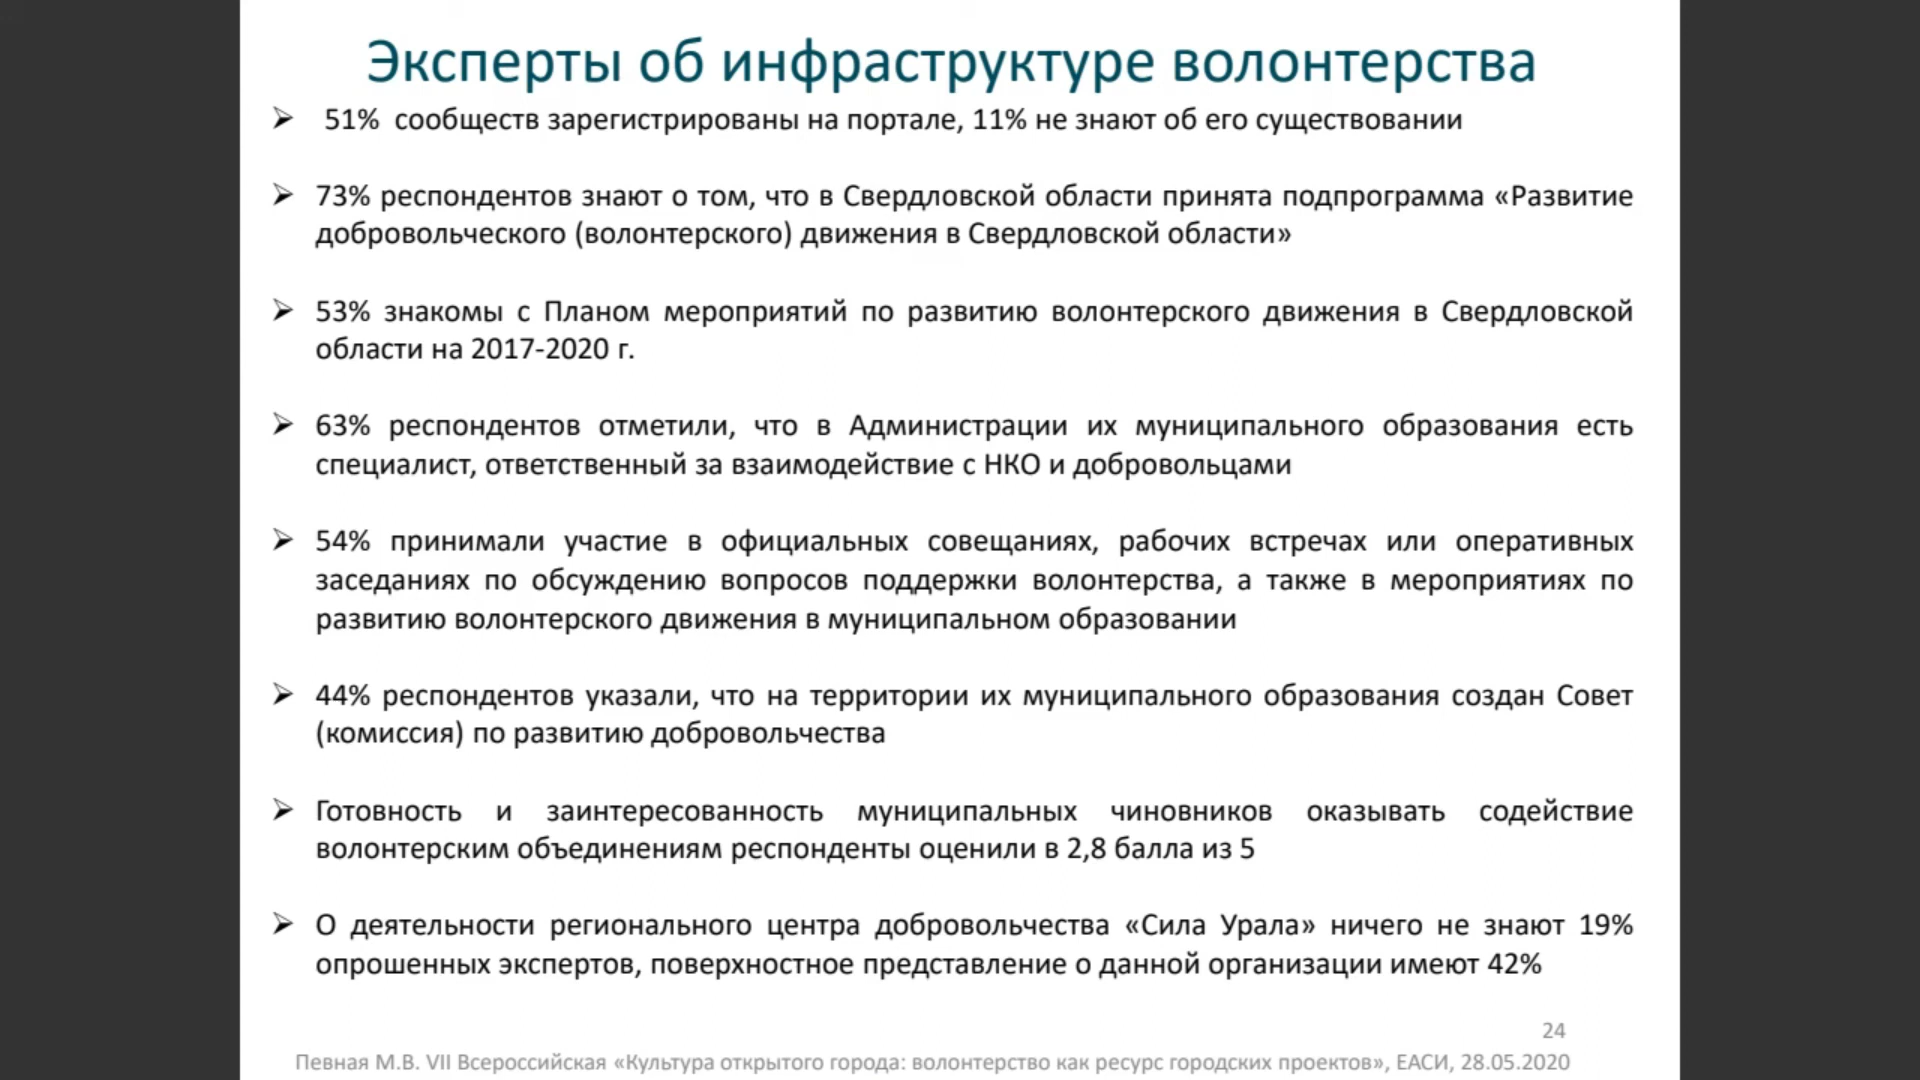 Эксперты об инфраструктуре волонтерства
➢ 51% сообществ зарегистрированы на портале, 11% не знают об его существовании
➢ 73% респондентов знают о том, что в Свердловской области принята подпрограмма «Развитие
добровольческого (волонтерского) движения в Свердловской области»
➢ 53% знакомы с Планом мероприятий по развитию волонтерского движения в Свердловской
области на 2017-2020 г.
➢ 63% респондентов отметили, что в Администрации их муниципального образования есть
специалист, ответственный за взаимодействие с НКО и добровольцами
➢ 54% принимали участие в официальных совещаниях, рабочих встречах или оперативных
заседаниях по обсуждению вопросов поддержки волонтерства, а также в мероприятиях по
развитию волонтерского движения в муниципальном образовании
➢ 44% респондентов указали, что на территории их муниципального образования создан Совет
(комиссия) по развитию добровольчества
➢ Готовность и заинтересованность муниципальных чиновников оказывать содействие
волонтерским объединениям респонденты оценили в 2,8 балла из 5
➢ О деятельности регионального центра добровольчества «Сила Урала» ничего не знают 19%
опрошенных экспертов, поверхностное представление о данной организации имеют 42%
24
Певная М.В. VII Всероссийская «Культура открытого города: волонтерство как ресурс городских проектов», ЕАСИ, 28.05.2020